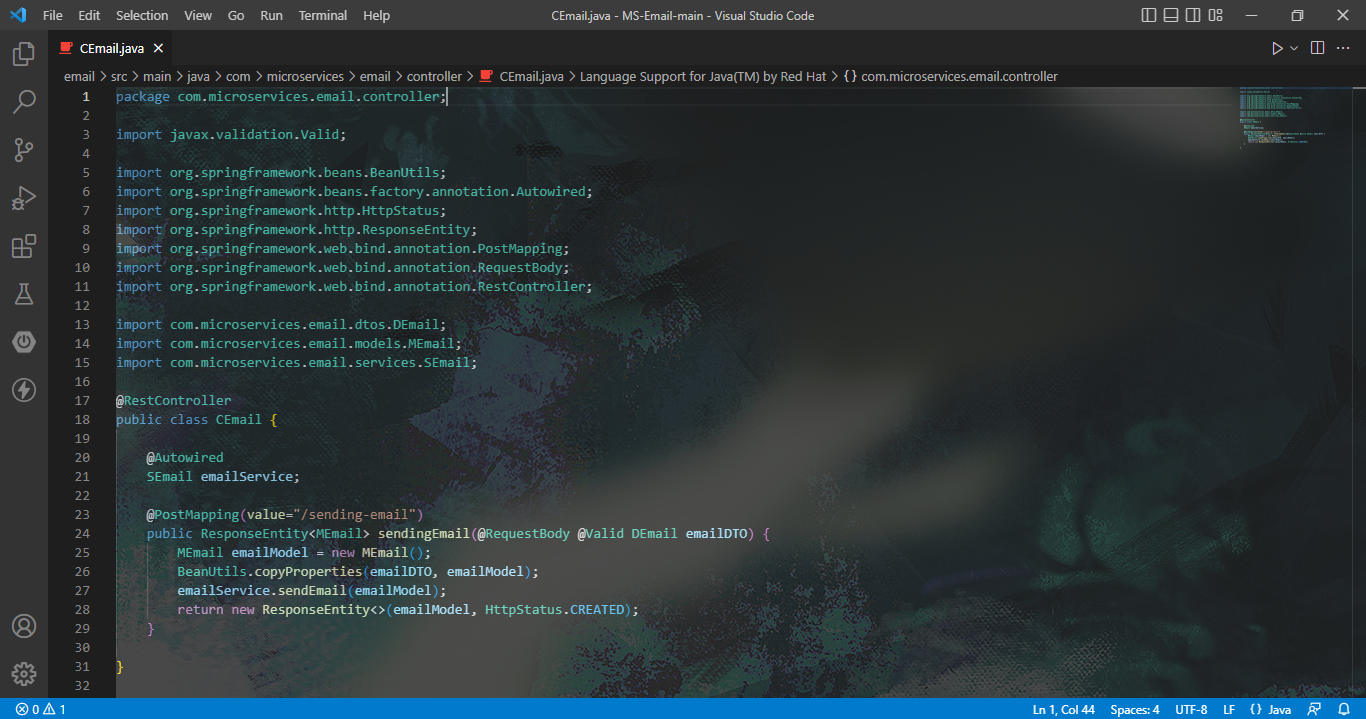 File Edit Selection View Go Run Terminal Help CEmail.java - MS-Email-main - Visual Studio Code
CEmail.java
email > src > main > java > com > microservices > email > controller > CEmail.java > Language Support for Java(TM) by Red Hat > {} com.microservices.email.controller
1 package com.microservices.email.controller;
2
3 import javax.validation.Valid;
4
5 import org.springframework.beans.BeanUtils;
6 import org.springframework.beans.factory.annotation.Autowired;
7 import org.springframework.http.HttpStatus;
8 import org.springframework.http.ResponseEntity;
9 import org.springframework.web.bind.annotation.PostMapping;
10 import org.springframework.web.bind.annotation.RequestBody;
11 import org.springframework.web.bind.annotation.RestController;
12
13 import com.microservices.email.dtos.DEmail;
14 import com.microservices.email.models.MEmail;
15 import com.microservices.email.services.SEmail;
16
17 @RestController
18 public class CEmail {
19
20     @Autowired
21     SEmail emailService;
22
23     @PostMapping(value="/sending-email")
24     public ResponseEntity<MEmail> sendingEmail(@RequestBody @Valid DEmail emailDTO) {
25         MEmail emailModel = new MEmail();
26         BeanUtils.copyProperties(emailDTO, emailModel);
27         emailService.sendEmail(emailModel);
28         return new ResponseEntity<>(emailModel, HttpStatus.CREATED);
29     }
30
31 }
32
0 1 Ln 1, Col 44 Spaces: 4 UTF-8 LF {} Java